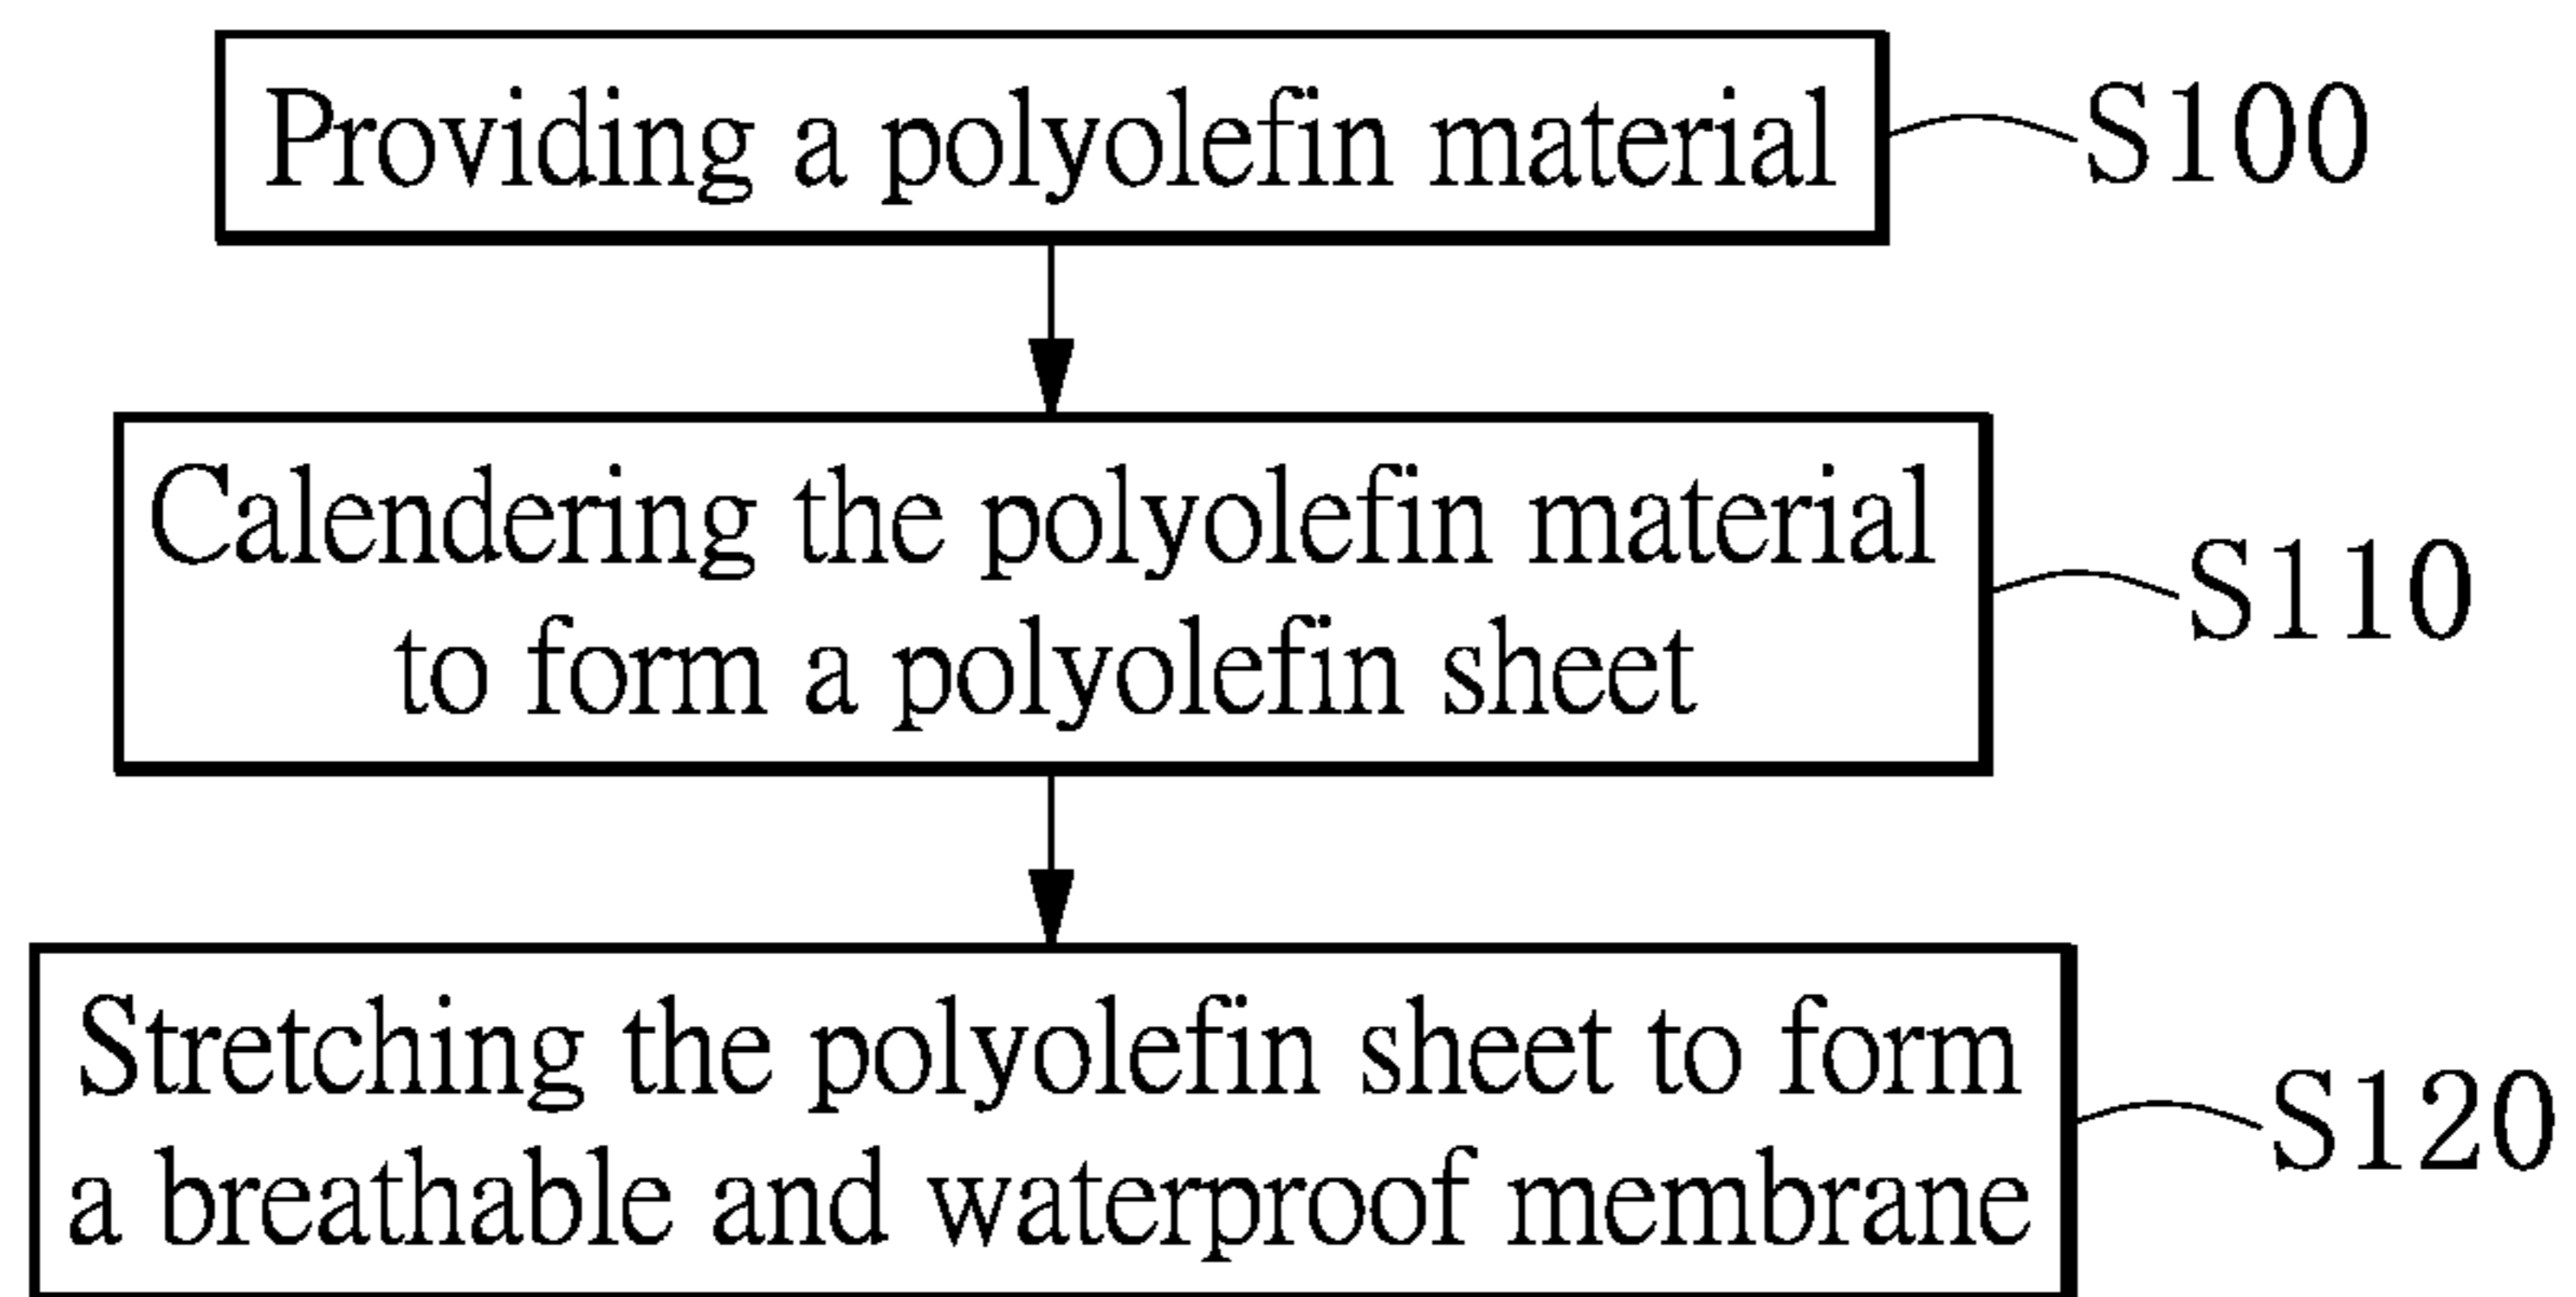 Providing a polyolefin material
S100
Calendering the polyolefin material
to form a polyolefin sheet
S110
Stretching the polyolefin sheet to form
a breathable and waterproof membrane
S120